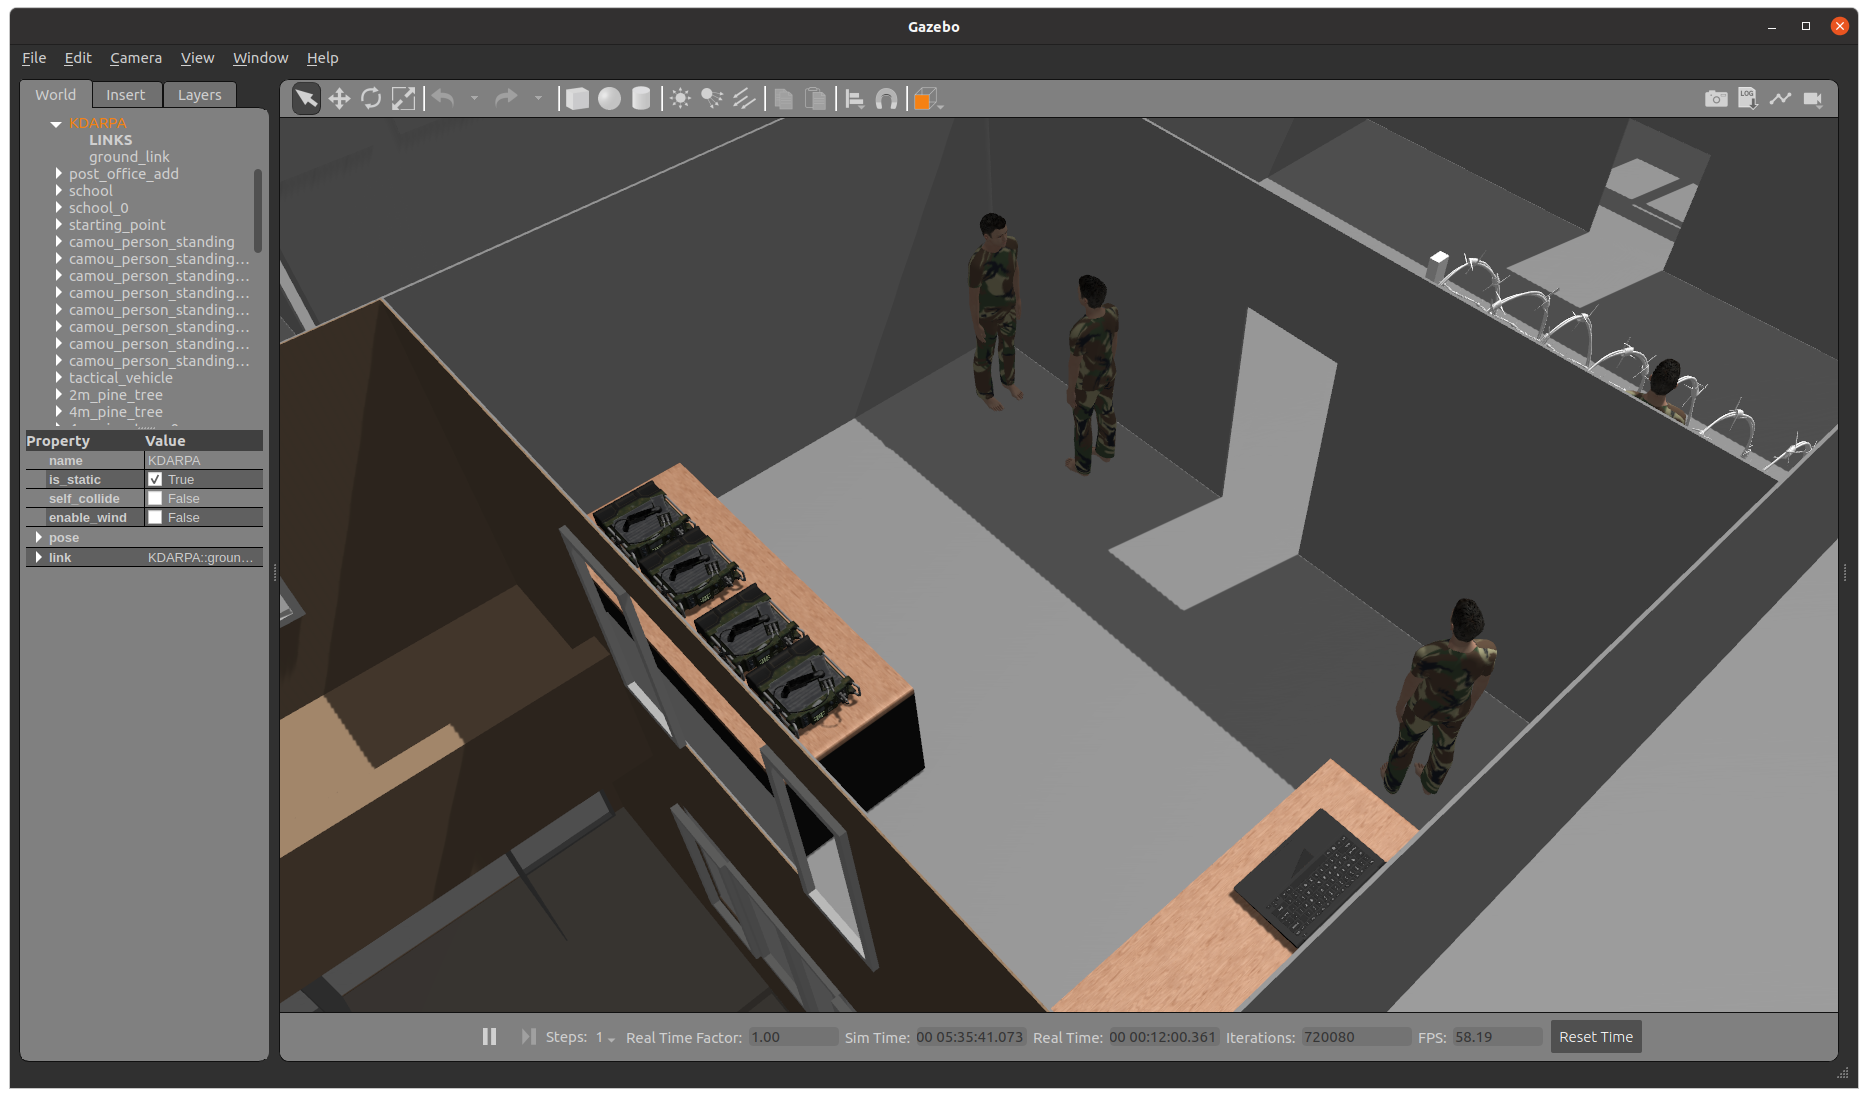 Gazebo
File Edit Camera View Window Help
World Insert Layers
KDARPA
LINKS
ground_link
post_office_add
school
school_0
starting_point
camou_person_standing
camou_person_standing...
camou_person_standing...
camou_person_standing...
camou_person_standing...
camou_person_standing...
camou_person_standing...
camou_person_standing...
tactical_vehicle
2m_pine_tree
4m_pine_tree
Property Value
name KDARPA
is_static True
self_collide False
enable_wind False
pose
link KDARPA::groun...
LOG
Steps: 1 Real Time Factor: 1.00 Sim Time: 00 05:35:41.073 Real Time: 00 00:12:00.361 Iterations: 720080 FPS: 58.19 Reset Time